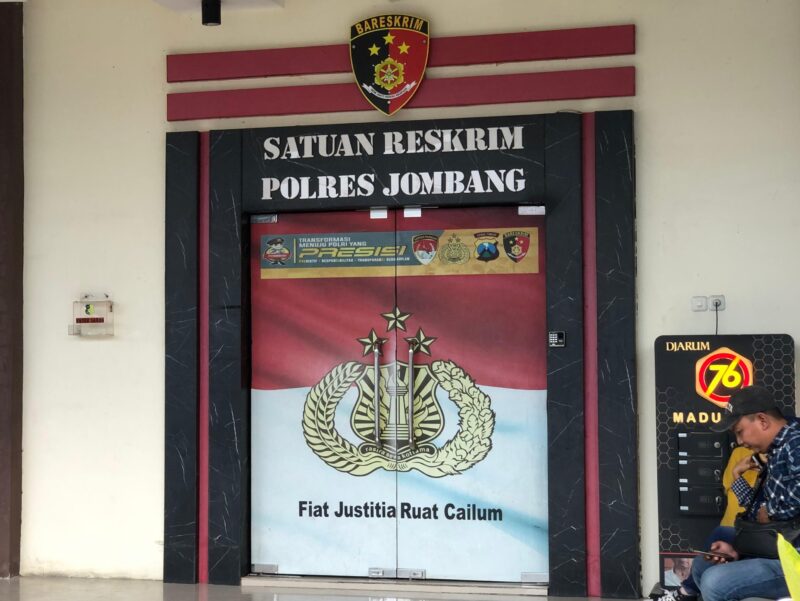 BARESKRIM
SATUAN RESKRIM
POLRES JOMBANG
TRANSFORMASI
MENUJU POLRI YANG
PRESISI
Fiat Justitia Ruat Cailum
DJARUM
76
MADU